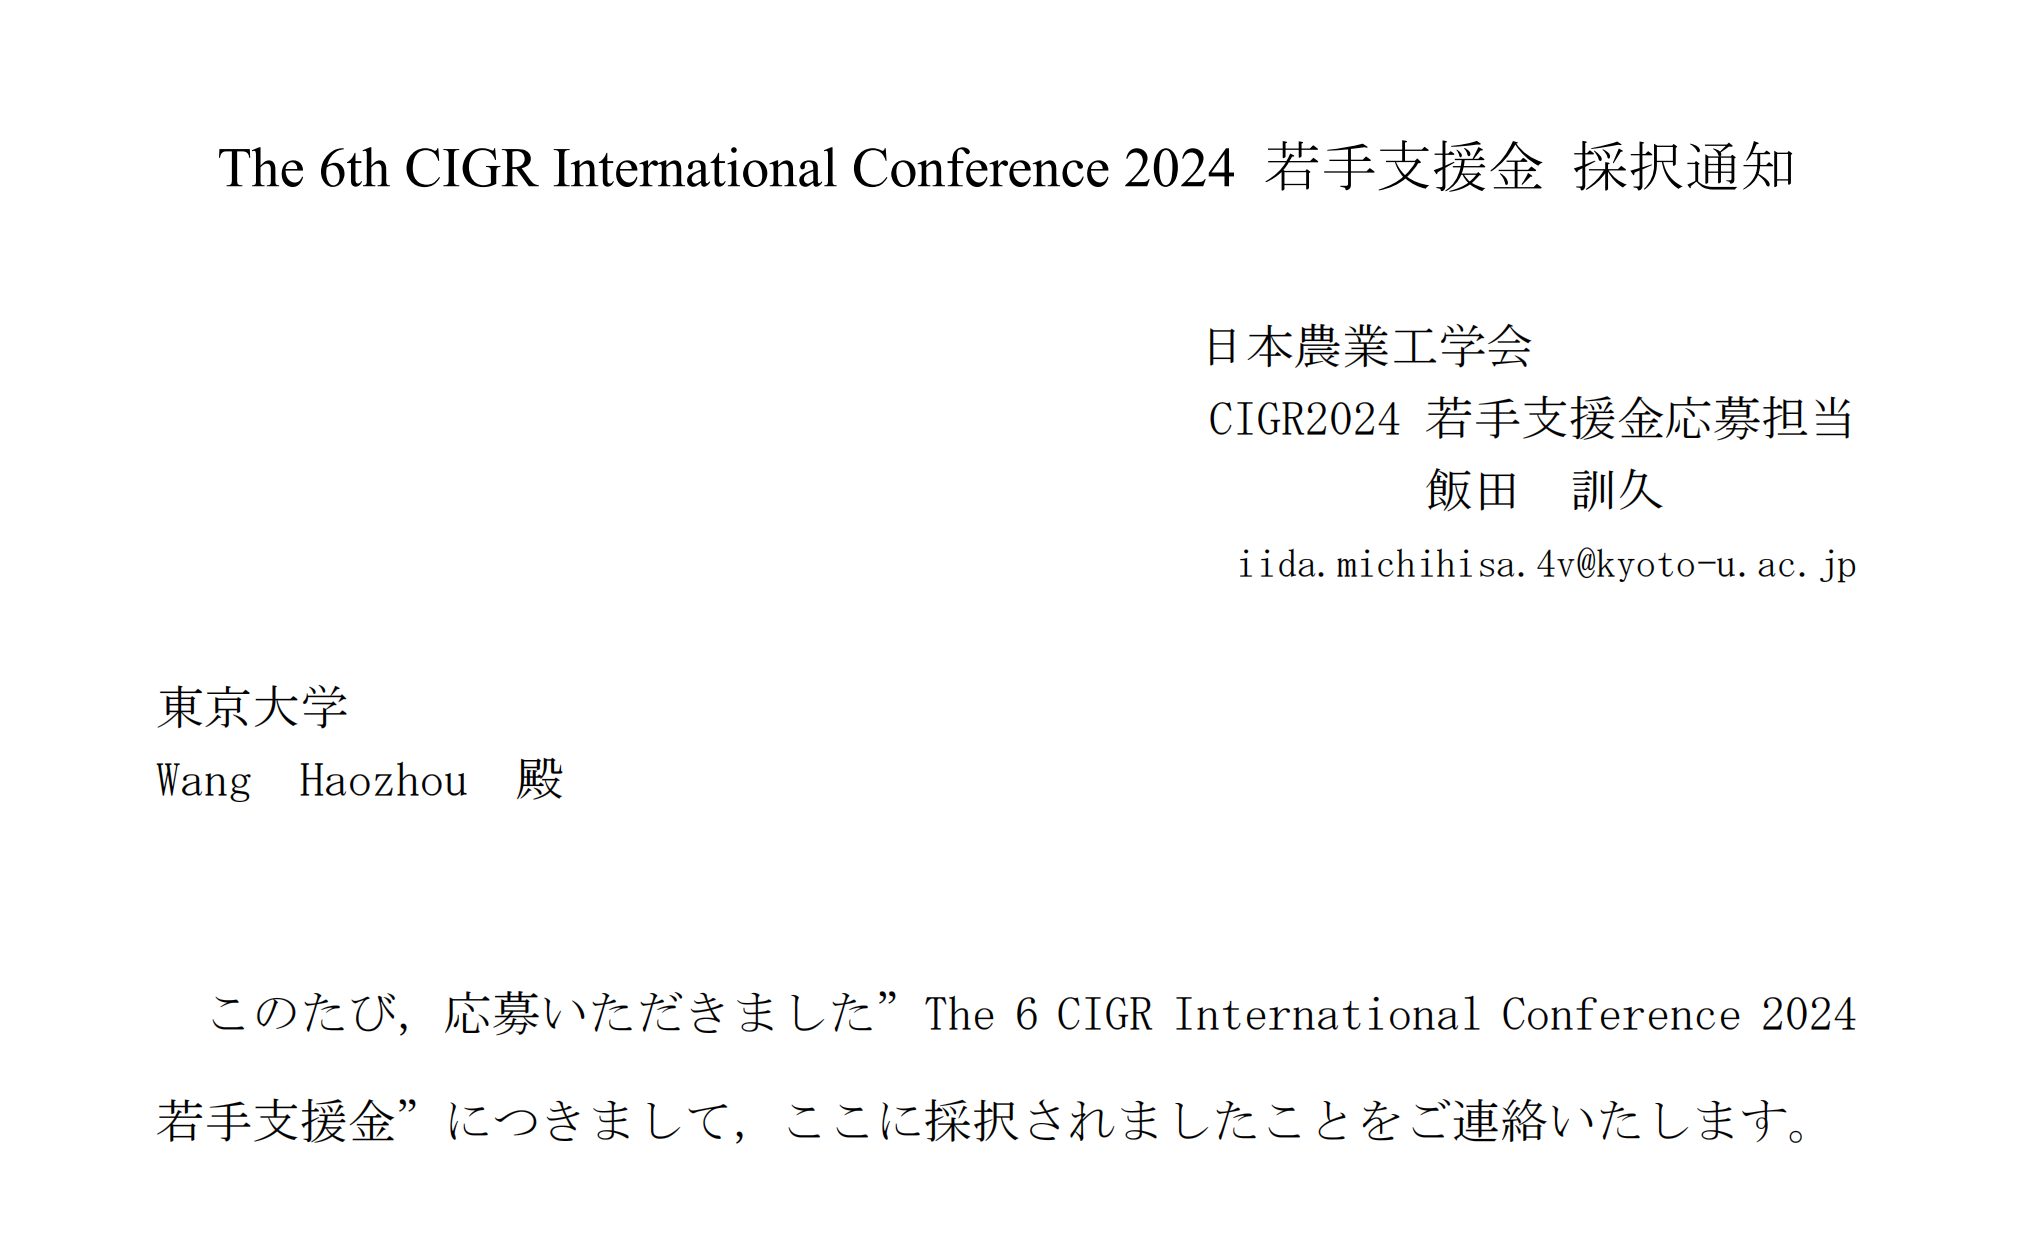 The 6th CIGR International Conference 2024 若手支援金 採択通知
日本農業工学会
CIGR2024 若手支援金応募担当
飯田　訓久
iida.michihisa.4v@kyoto-u.ac.jp
東京大学
Wang　Haozhou　殿
このたび，応募いただきました”The 6 CIGR International Conference 2024
若手支援金”につきまして，ここに採択されましたことをご連絡いたします。